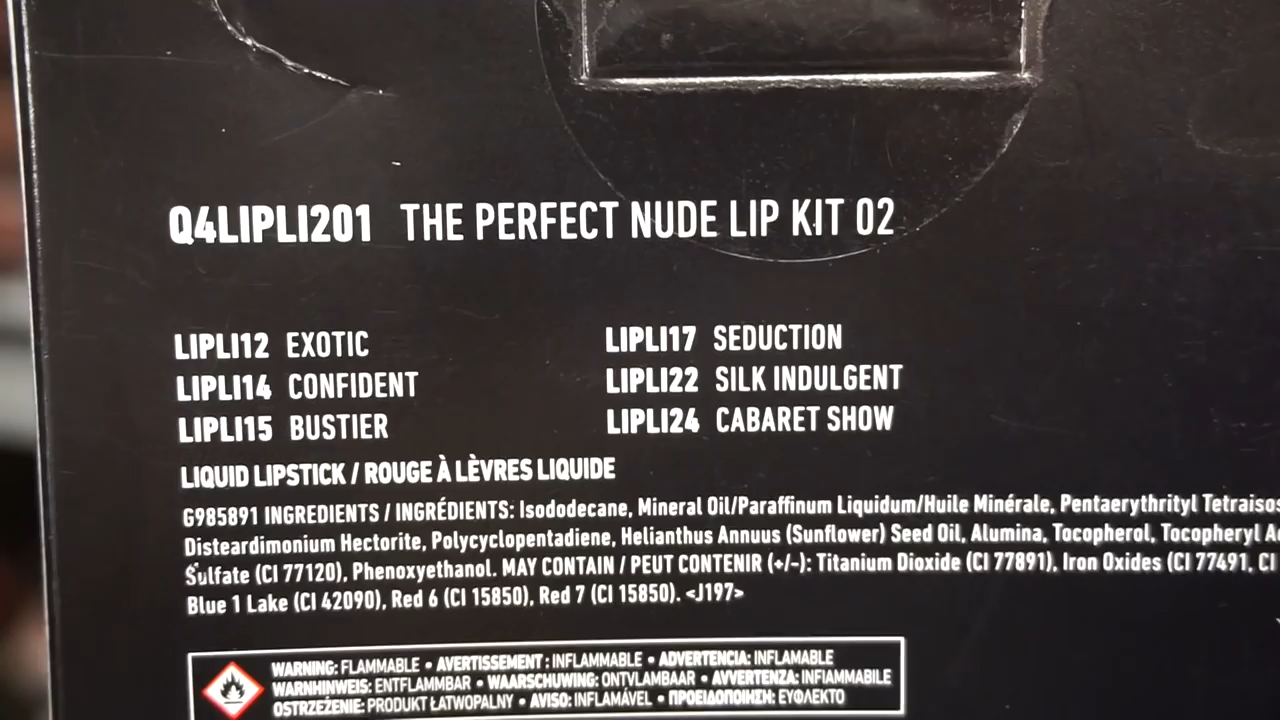 Q4LIPLI201 THE PERFECT NUDE LIP KIT 02
LIPLI12 EXOTIC
LIPLI14 CONFIDENT
LIPLI15 BUSTIER
LIPLI17 SEDUCTION
LIPLI22 SILK INDULGENT
LIPLI24 CABARET SHOW
LIQUID LIPSTICK / ROUGE À LÈVRES LIQUIDE
G985891 INGREDIENTS / INGRÉDIENTS: Isododecane, Mineral Oil/Paraffinum Liquidum/Huile Minérale, Pentaerythrityl
Disteardimonium Hectorite, Polycyclopentadiene, Helianthus Annuus (Sunflower) Seed Oil, Alumina, Tocopherol, Tocopheryl
Sulfate (CI 77120), Phenoxyethanol. MAY CONTAIN / PEUT CONTENIR (+/-): Titanium Dioxide (CI 77891), Iron Oxides (CI 77491, CI
Blue 1 Lake (CI 42090), Red 6 (CI 15850), Red 7 (CI 15850). <J197>
WARNING: FLAMMABLE • AVERTISSEMENT : INFLAMMABLE • ADVERTENCIA: INFLAMABLE
WARNHINWEIS: ENTFLAMMBAR • WAARSCHUWING: ONTVLAMBAAR • AVVERTENZA: INFIAMMABILE
OSTRZEŻENIE: PRODUKT ŁATWOPALNY • AVISO: INFLAMÁVEL • ΠΡΟΕΙΔΟΠΟΙΗΣΗ: ΕΥΦΛΕΚΤΟ